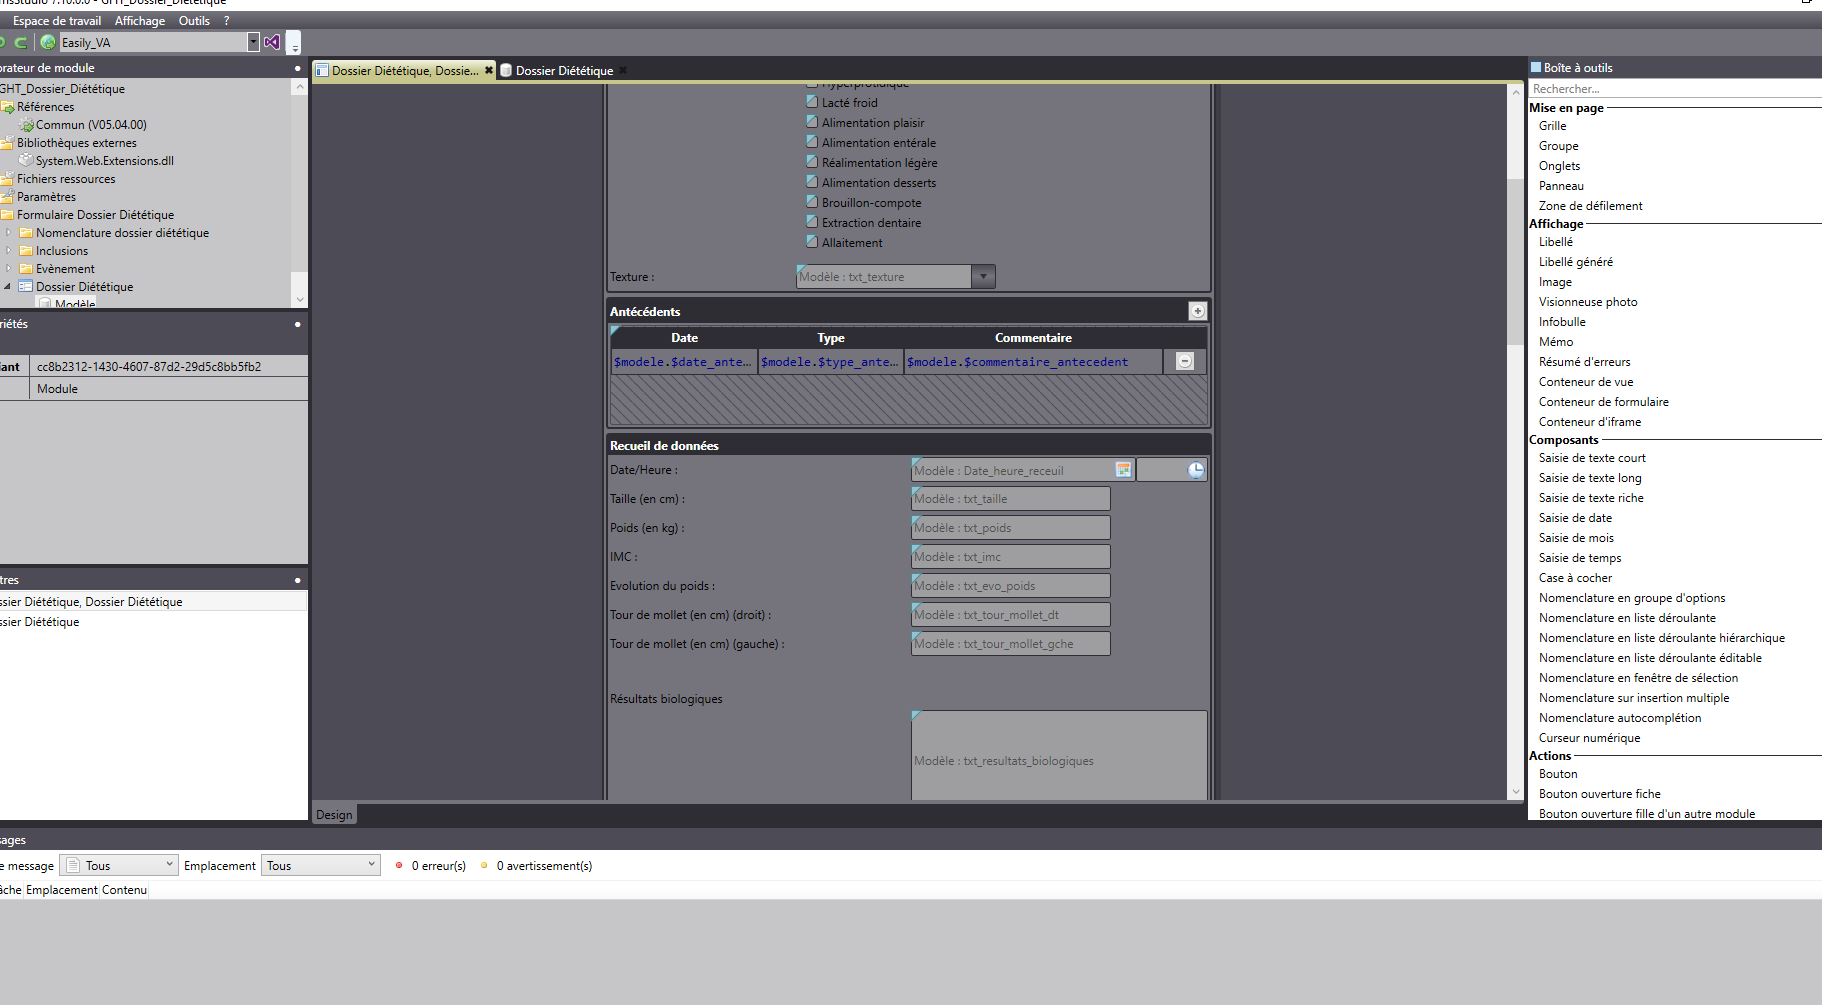 7.10.0.0 - GHT_Dossier_Diététique
Espace de travail Affichage Outils ?
Easily_VA
orateur de module
GHT_Dossier_Diététique
Références
Commun (V05.04.00)
Bibliothèques externes
System.Web.Extensions.dll
Fichiers ressources
Paramètres
Formulaire Dossier Diététique
Nomenclature dossier diététique
Inclusions
Evènement
Dossier Diététique
Modèle
riétés
iant cc8b2312-1430-4607-87d2-29d5c8bb5fb2
Module
tres
ssier Diététique, Dossier Diététique
ssier Diététique
Dossier Diététique, Dossie... Dossier Diététique
Hyperprotidique
Lacté froid
Alimentation plaisir
Alimentation entérale
Réalimentation légère
Alimentation desserts
Brouillon-compote
Extraction dentaire
Allaitement
Texture : Modèle : txt_texture
Antécédents
Date Type Commentaire
$modele.$date_ante... $modele.$type_ante... $modele.$commentaire_antecedent
Recueil de données
Date/Heure : Modèle : Date_heure_receuil
Taille (en cm) : Modèle : txt_taille
Poids (en kg) : Modèle : txt_poids
IMC : Modèle : txt_imc
Evolution du poids : Modèle : txt_evo_poids
Tour de mollet (en cm) (droit) : Modèle : txt_tour_mollet_dt
Tour de mollet (en cm) (gauche) : Modèle : txt_tour_mollet_gche
Résultats biologiques
Modèle : txt_resultats_biologiques
Design
Boîte à outils
Rechercher...
Mise en page
Grille
Groupe
Onglets
Panneau
Zone de défilement
Affichage
Libellé
Libellé généré
Image
Visionneuse photo
Infobulle
Mémo
Résumé d'erreurs
Conteneur de vue
Conteneur de formulaire
Conteneur d'iframe
Composants
Saisie de texte court
Saisie de texte long
Saisie de texte riche
Saisie de date
Saisie de mois
Saisie de temps
Case à cocher
Nomenclature en groupe d'options
Nomenclature en liste déroulante
Nomenclature en liste déroulante hiérarchique
Nomenclature en liste déroulante éditable
Nomenclature en fenêtre de sélection
Nomenclature sur insertion multiple
Nomenclature autocomplétion
Curseur numérique
Actions
Bouton
Bouton ouverture fiche
Bouton ouverture fille d'un autre module
sages
e message Tous Emplacement Tous 0 erreur(s) 0 avertissement(s)
âche Emplacement Contenu